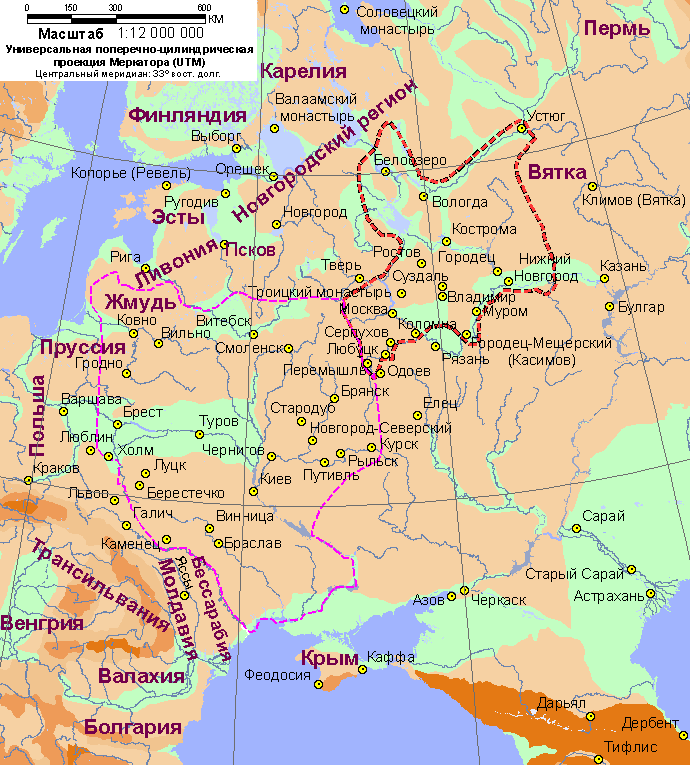 0 150 300 600
КМ
Масштаб 1:12 000 000
Универсальная поперечно-цилиндрическая
проекция Меркатора (UTM)
Центральный меридиан: 33° вост. долг.
Соловецкий
монастырь
Пермь
Карелия
Валаамский
монастырь
Финляндия
Выборг
Устюг
Новгородский регион
Белоозеро
Орешек
Копорье (Ревель)
Вятка
Климов (Вятка)
Ругодив
Вологда
Эсты
Новгород
Кострома
Псков
Ливония
Рига
Ростов
Городец
Нижний
Новгород
Тверь
Казань
Суздаль
Троицкий монастырь
Владимир
Жмудь
Москва
Муром
Булгар
Ковно
Витебск
Коломна
Вильно
Серпухов
Смоленск
Любуцк
Городец-Мещерский
(Касимов)
Рязань
Пруссия
Гродно
Перемышль
Одоев
Брянск
Польша
Варшава
Брест
Стародуб
Елец
Туров
Новгород-Северский
Люблин
Холм
Чернигов
Курск
Рыльск
Краков
Луцк
Путивль
Киев
Львов
Берестечко
Галич
Винница
Сарай
Каменец
Браслав
Трансильвания
Бессарабия
Молдавия
Яссы
Старый Сарай
Астрахань
Азов
Черкаск
Венгрия
Крым
Каффа
Валахия
Феодосия
Дарьял
Болгария
Дербент
Тифлис